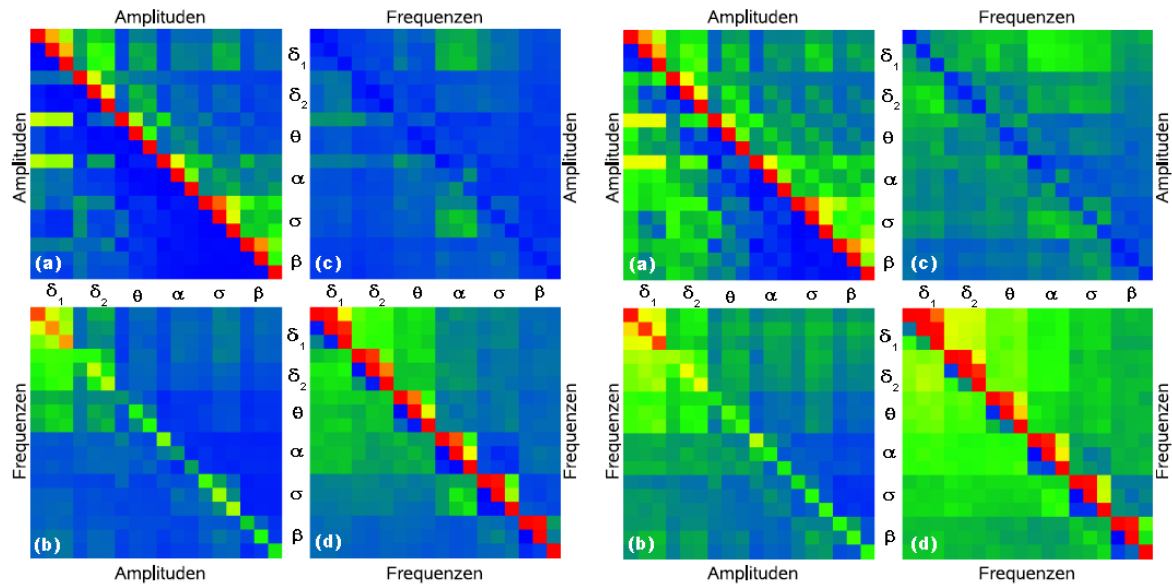 Amplituden Frequenzen Amplituden Frequenzen
Amplituden
δ1
δ2
θ
α
σ
β
Amplituden
Amplituden
δ1
δ2
θ
α
σ
β
Amplituden
(a) (c) (a) (c)
δ1 δ2 θ α σ β δ1 δ2 θ α σ β δ1 δ2 θ α σ β δ1 δ2 θ α σ β
Frequenzen
δ1
δ2
θ
α
σ
β
Frequenzen
Frequenzen
δ1
δ2
θ
α
σ
β
Frequenzen
(b) (d) (b) (d)
Amplituden Frequenzen Amplituden Frequenzen